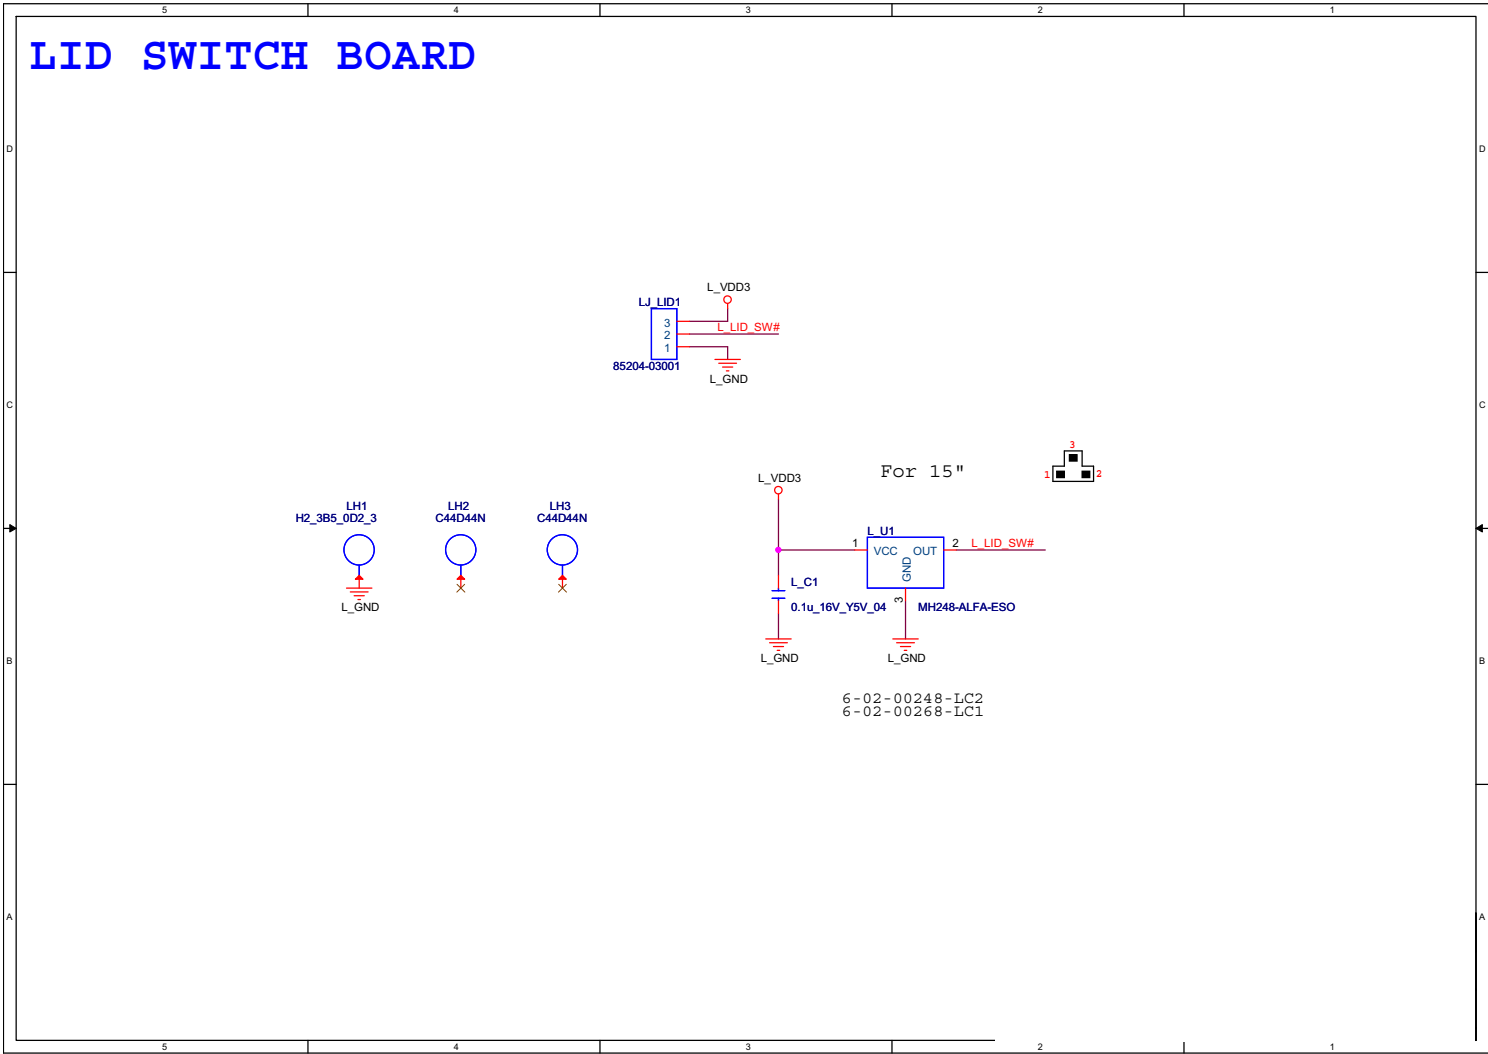 5 4 3 2 1
LID SWITCH BOARD
D D
L_VDD3
LJ_LID1
3
L_LID_SW#
2
1
85204-03001
L_GND
C C
3
1 2
For 15"
L_VDD3
LH1
H2_3B5_0D2_3
LH2
C44D44N
LH3
C44D44N
L_GND
L_U1
1 VCC OUT 2 L_LID_SW#
GND
3
L_C1
0.1u_16V_Y5V_04
MH248-ALFA-ESO
L_GND
L_GND
B B
6-02-00248-LC2
6-02-00268-LC1
A A
5 4 3 2 1